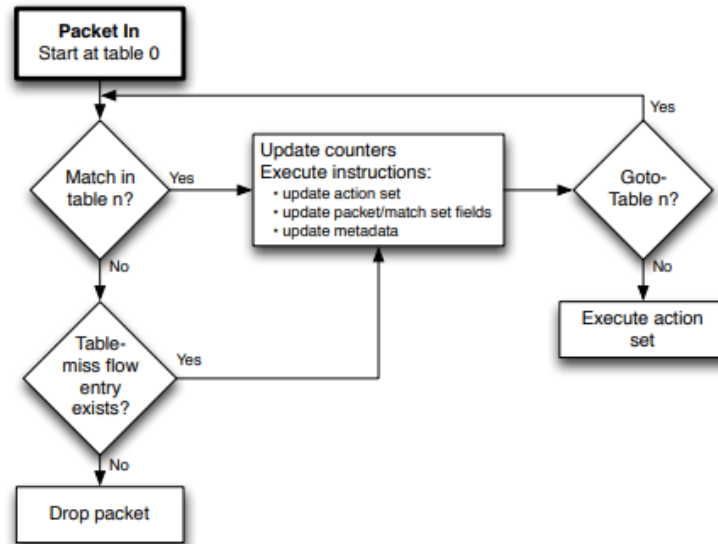 Packet In
Start at table 0
Yes
Match in
table n?
Yes
Update counters
Execute instructions:
• update action set
• update packet/match set fields
• update metadata
Goto-
Table n?
No
No
Execute action
set
Table-
miss flow
entry
exists?
Yes
No
Drop packet